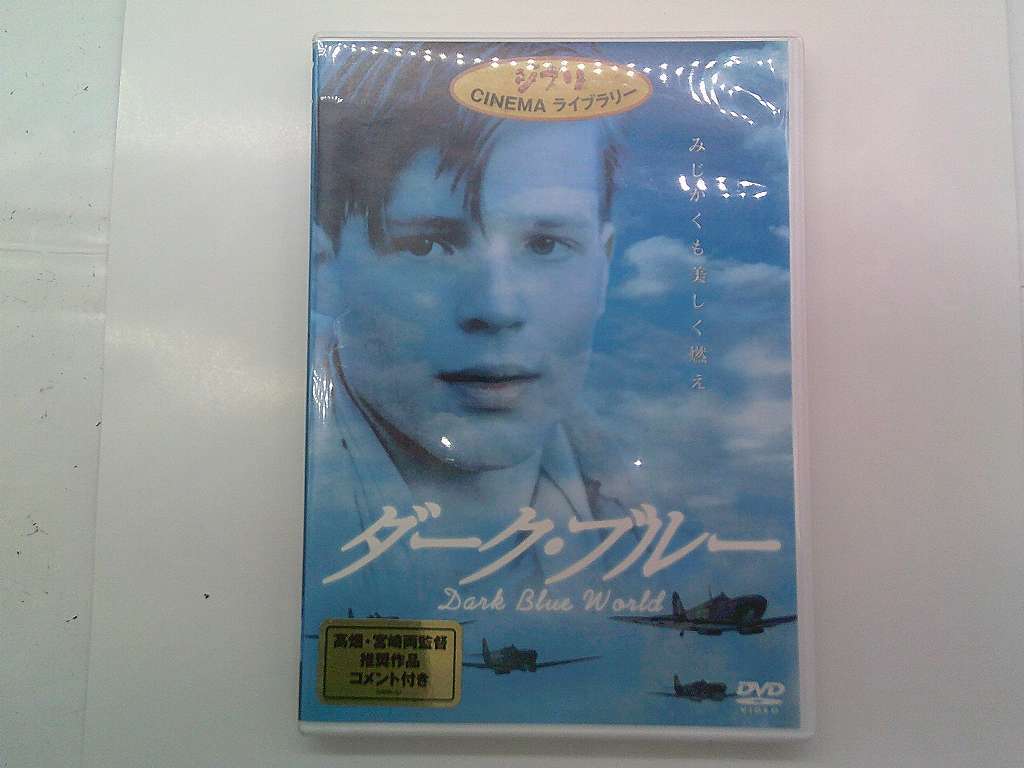 ジブリ
CINEMA ライブラリー
みじかくも美しく燃え
ダーク・ブルー
Dark Blue World
高畑・宮崎両監督
推奨作品
コメント付き
DVD
VIDEO